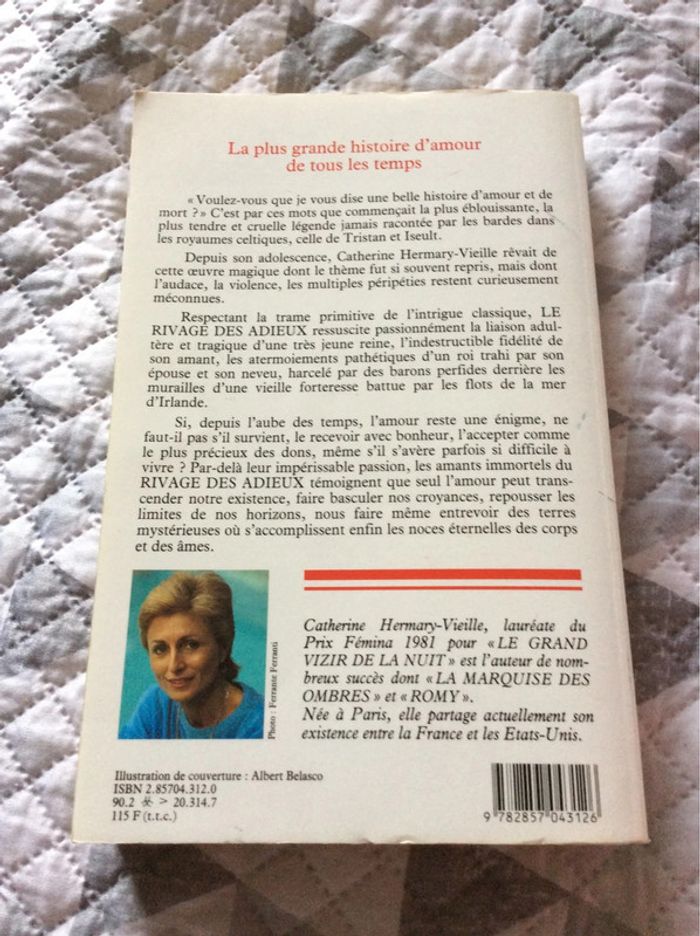 La plus grande histoire d'amour
de tous les temps
« Voulez-vous que je vous dise une belle histoire d'amour et de
mort ? » C'est par ces mots que commençait la plus éblouissante, la
plus tendre et cruelle légende jamais racontée par les bardes dans
les royaumes celtiques, celle de Tristan et Iseult.
Depuis son adolescence, Catherine Hermary-Vieille rêvait de
cette œuvre magique dont le thème fut si souvent repris, mais dont
l'audace, la violence, les multiples péripéties restent curieusement
méconnues.
Respectant la trame primitive de l'intrigue classique, LE
RIVAGE DES ADIEUX ressuscite passionnément la liaison adul-
tère et tragique d'une très jeune reine, l'indestructible fidélité de
son amant, les atermoiements pathétiques d'un roi trahi par son
épouse et son neveu, harcelé par des barons perfides derrière les
murailles d'une vieille forteresse battue par les flots de la mer
d'Irlande.
Si, depuis l'aube des temps, l'amour reste une énigme, ne
faut-il pas s'il survient, le recevoir avec bonheur, l'accepter comme
le plus précieux des dons, même s'il s'avère parfois si difficile à
vivre ? Par-delà leur impérissable passion, les amants immortels du
RIVAGE DES ADIEUX témoignent que seul l'amour peut trans-
cender notre existence, faire basculer nos croyances, repousser les
limites de nos horizons, nous faire même entrevoir des terres
mystérieuses où s'accomplissent enfin les noces éternelles des corps
et des âmes.
Photo : Ferrante Ferranti
Catherine Hermary-Vieille, lauréate du
Prix Fémina 1981 pour « LE GRAND
VIZIR DE LA NUIT » est l'auteur de nom-
breux succès dont « LA MARQUISE DES
OMBRES » et « ROMY ».
Née à Paris, elle partage actuellement son
existence entre la France et les Etats-Unis.
Illustration de couverture : Albert Belasco
ISBN 2.85704.312.0
90.2 > 20.314.7
115 F (t.t.c.)
9 782857 043126